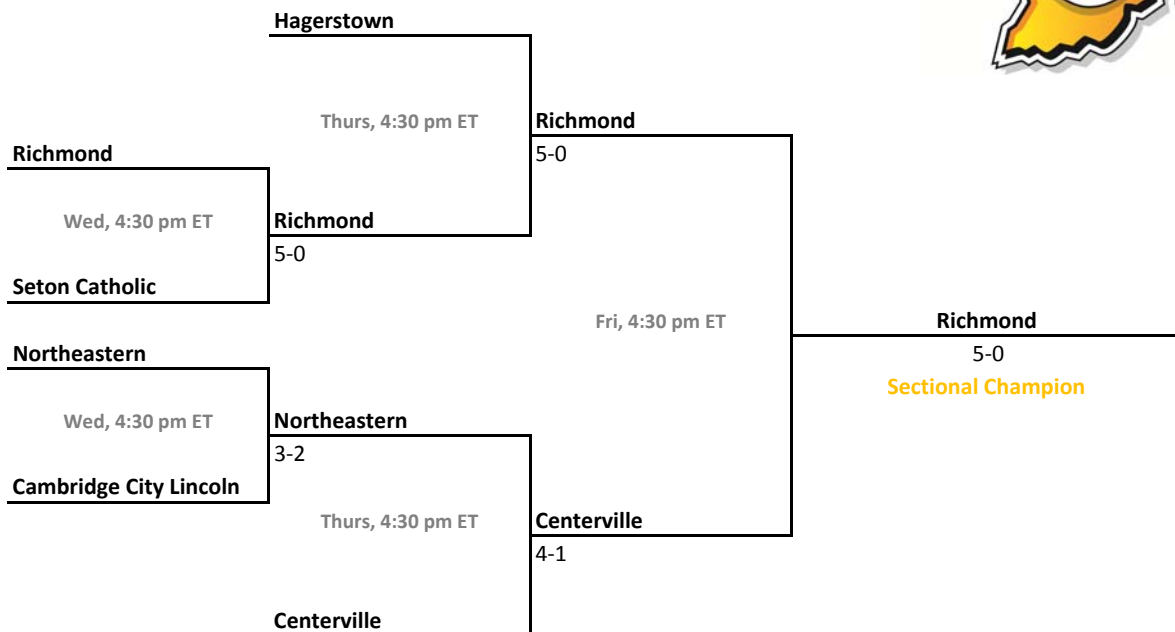 Hagerstown
Thurs, 4:30 pm ET
Richmond
5-0
Richmond
Wed, 4:30 pm ET
Richmond
5-0
Seton Catholic
Fri, 4:30 pm ET
Richmond
5-0
Sectional Champion
Northeastern
Wed, 4:30 pm ET
Northeastern
3-2
Cambridge City Lincoln
Thurs, 4:30 pm ET
Centerville
4-1
Centerville